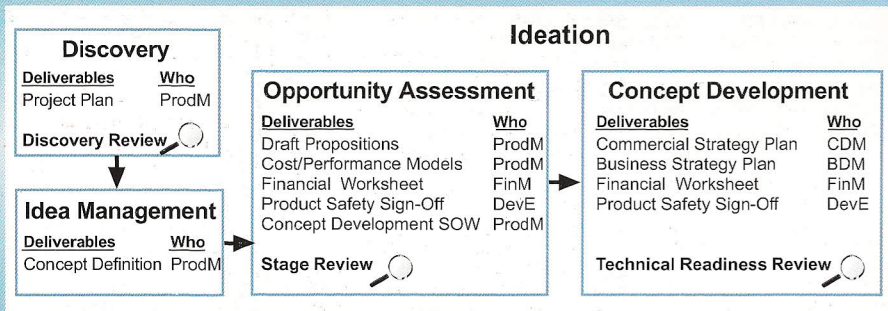 Ideation
Discovery
Deliverables Who
Project Plan ProdM
Discovery Review
Idea Management
Deliverables Who
Concept Definition ProdM
Opportunity Assessment
Deliverables Who
Draft Propositions ProdM
Cost/Performance Models ProdM
Financial Worksheet FinM
Product Safety Sign-Off DevE
Concept Development SOW ProdM
Stage Review
Concept Development
Deliverables Who
Commercial Strategy Plan CDM
Business Strategy Plan BDM
Financial Worksheet FinM
Product Safety Sign-Off DevE
Technical Readiness Review